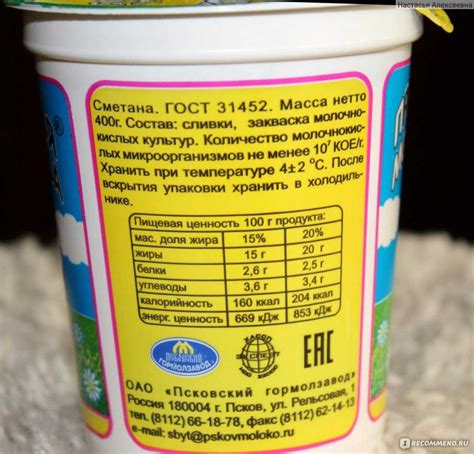 Настасья Алексеевна
Сметана. ГОСТ 31452. Масса нетто
400г. Состав: сливки, закваска молочно-
кислых культур. Количество молочнокис-
лых микроорганизмов не менее 10⁷ КОЕ/г.
Хранить при температуре 4±2 °С. После
вскрытия упаковки хранить в холодиль-
нике.
Пищевая ценность 100 г продукта:
мас. доля жира 15% 20%
жиры 15 г 20 г
белки 2,6 г 2,5 г
углеводы 3,6 г 3,4 г
калорийность 160 ккал 204 ккал
энерг. ценность 669 кДж 853 кДж
ПСКОВСКИЙ
ГОРМОЛЗАВОД
ЕАС
ОАО «Псковский гормолзавод»
Россия 180004 г. Псков, ул. Рельсовая, 1
тел. (8112) 66-18-78, факс (8112) 62-14-13
e-mail: sbyt@pskovmoloko.ru
RECOMMEND.RU